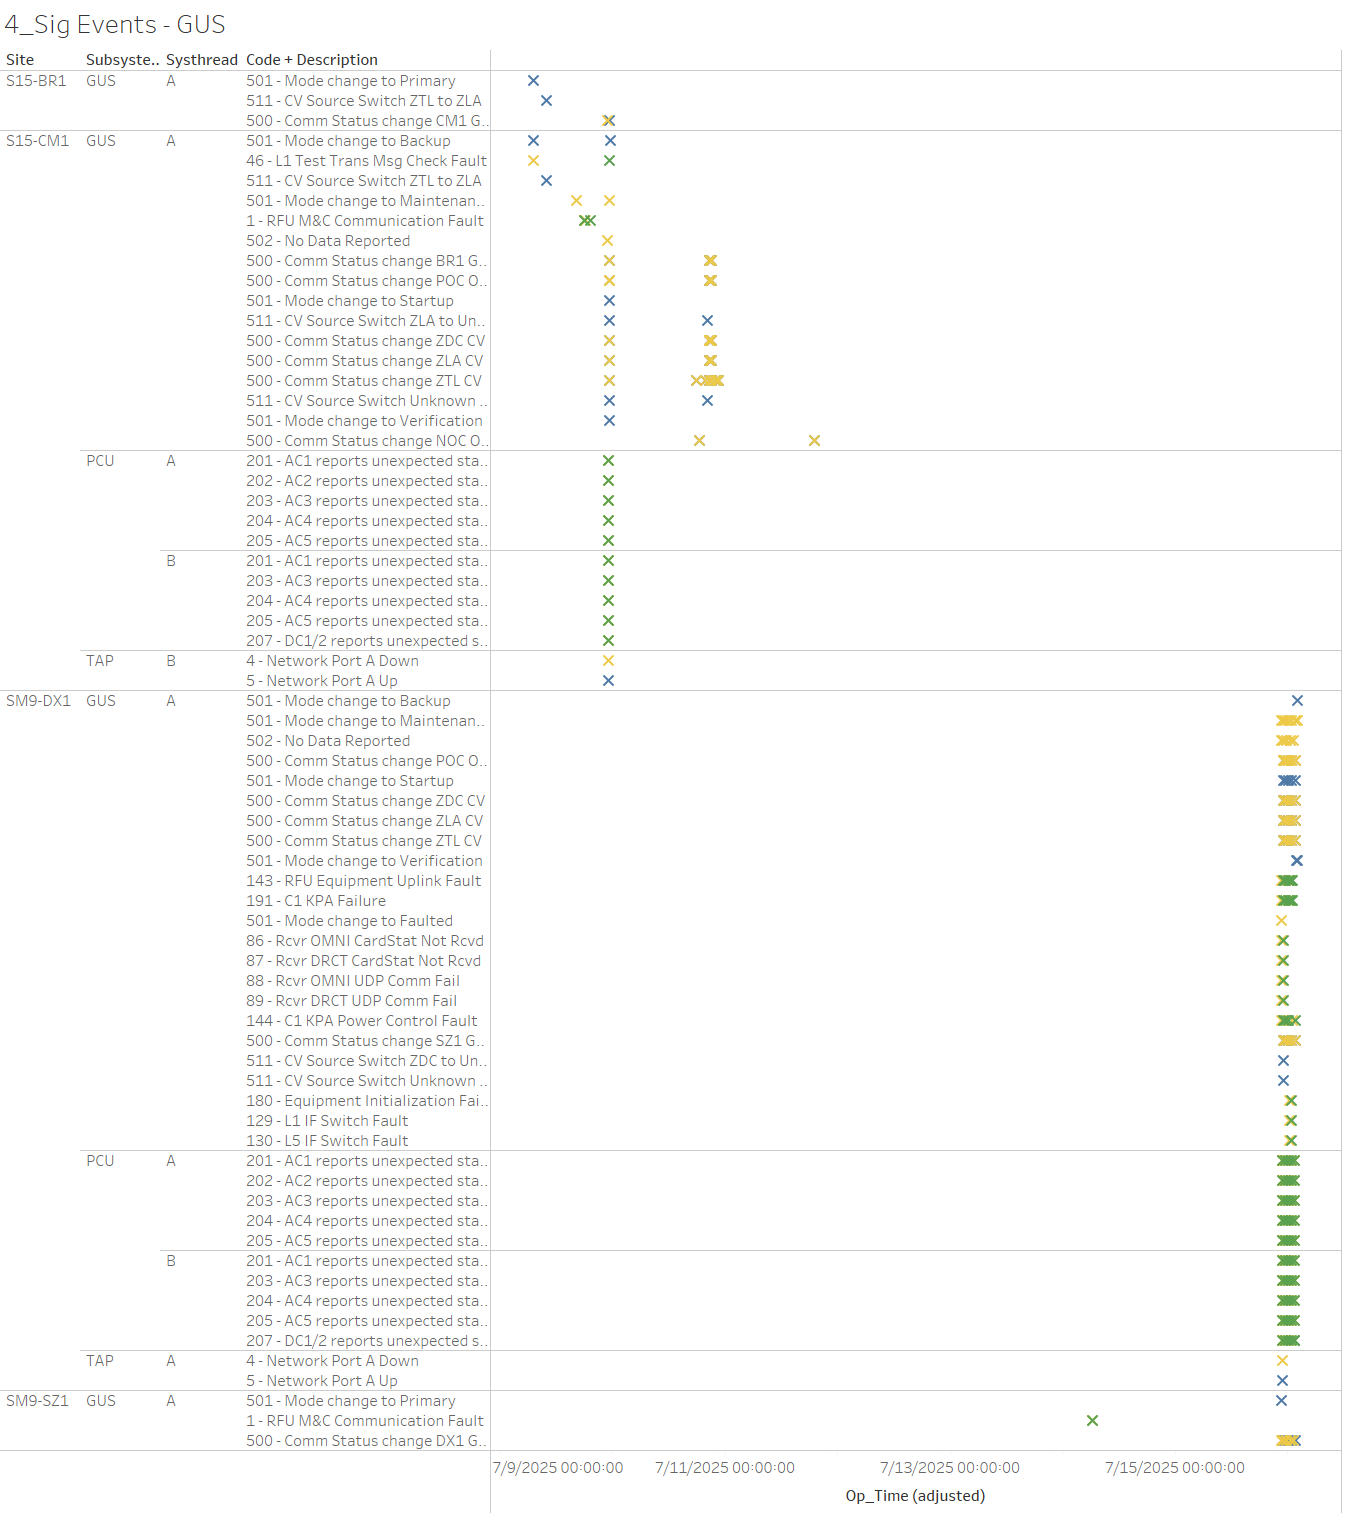 4_Sig Events - GUS
Site Subsyste.. Systhread Code + Description
S15-BR1 GUS A 501 - Mode change to Primary
511 - CV Source Switch ZTL to ZLA
500 - Comm Status change CM1 G..
S15-CM1 GUS A 501 - Mode change to Backup
46 - L1 Test Trans Msg Check Fault
511 - CV Source Switch ZTL to ZLA
501 - Mode change to Maintenan..
1 - RFU M&C Communication Fault
502 - No Data Reported
500 - Comm Status change BR1 G..
500 - Comm Status change POC O..
501 - Mode change to Startup
511 - CV Source Switch ZLA to Un..
500 - Comm Status change ZDC CV
500 - Comm Status change ZLA CV
500 - Comm Status change ZTL CV
511 - CV Source Switch Unknown ..
501 - Mode change to Verification
500 - Comm Status change NOC O..
PCU A 201 - AC1 reports unexpected sta..
202 - AC2 reports unexpected sta..
203 - AC3 reports unexpected sta..
204 - AC4 reports unexpected sta..
205 - AC5 reports unexpected sta..
B 201 - AC1 reports unexpected sta..
203 - AC3 reports unexpected sta..
204 - AC4 reports unexpected sta..
205 - AC5 reports unexpected sta..
207 - DC1/2 reports unexpected s..
TAP B 4 - Network Port A Down
5 - Network Port A Up
SM9-DX1 GUS A 501 - Mode change to Backup
501 - Mode change to Maintenan..
502 - No Data Reported
500 - Comm Status change POC O..
501 - Mode change to Startup
500 - Comm Status change ZDC CV
500 - Comm Status change ZLA CV
500 - Comm Status change ZTL CV
501 - Mode change to Verification
143 - RFU Equipment Uplink Fault
191 - C1 KPA Failure
501 - Mode change to Faulted
86 - Rcvr OMNI CardStat Not Rcvd
87 - Rcvr DRCT CardStat Not Rcvd
88 - Rcvr OMNI UDP Comm Fail
89 - Rcvr DRCT UDP Comm Fail
144 - C1 KPA Power Control Fault
500 - Comm Status change SZ1 G..
511 - CV Source Switch ZDC to Un..
511 - CV Source Switch Unknown ..
180 - Equipment Initialization Fai..
129 - L1 IF Switch Fault
130 - L5 IF Switch Fault
PCU A 201 - AC1 reports unexpected sta..
202 - AC2 reports unexpected sta..
203 - AC3 reports unexpected sta..
204 - AC4 reports unexpected sta..
205 - AC5 reports unexpected sta..
B 201 - AC1 reports unexpected sta..
203 - AC3 reports unexpected sta..
204 - AC4 reports unexpected sta..
205 - AC5 reports unexpected sta..
207 - DC1/2 reports unexpected s..
TAP A 4 - Network Port A Down
5 - Network Port A Up
SM9-SZ1 GUS A 501 - Mode change to Primary
1 - RFU M&C Communication Fault
500 - Comm Status change DX1 G..
7/9/2025 00:00:00 7/11/2025 00:00:00 7/13/2025 00:00:00 7/15/2025 00:00:00
Op_Time (adjusted)